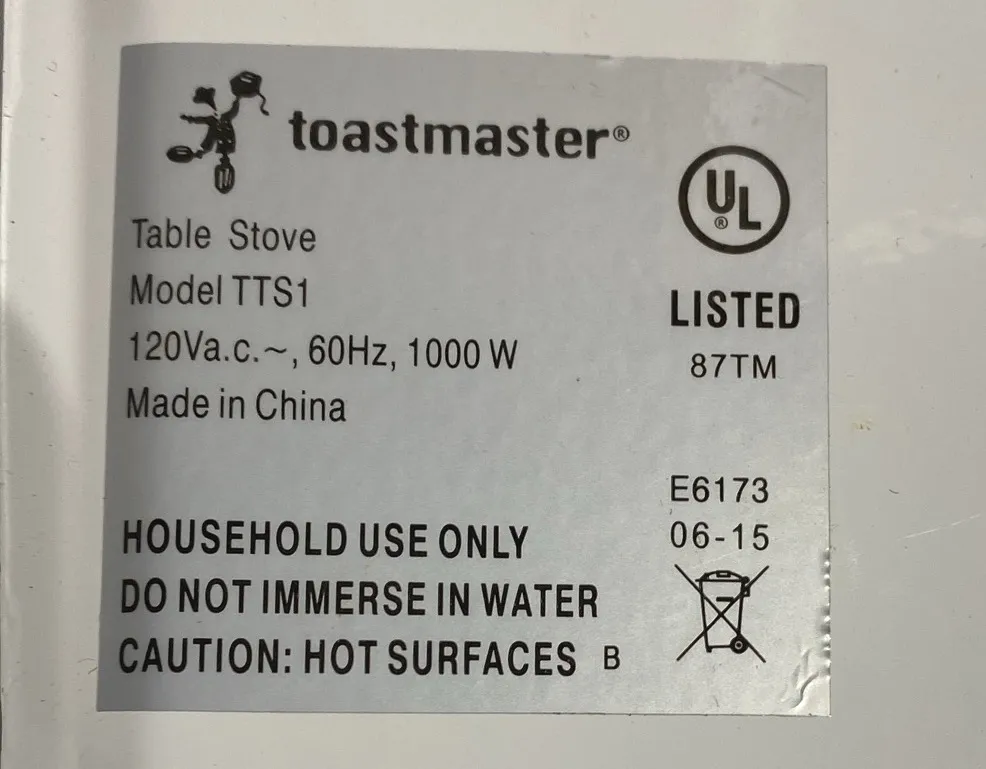 toastmaster®
UL®
Table Stove
Model TTS1
LISTED
120Va.c.~, 60Hz, 1000 W
87TM
Made in China
E6173
HOUSEHOLD USE ONLY
06-15
DO NOT IMMERSE IN WATER
CAUTION: HOT SURFACES B